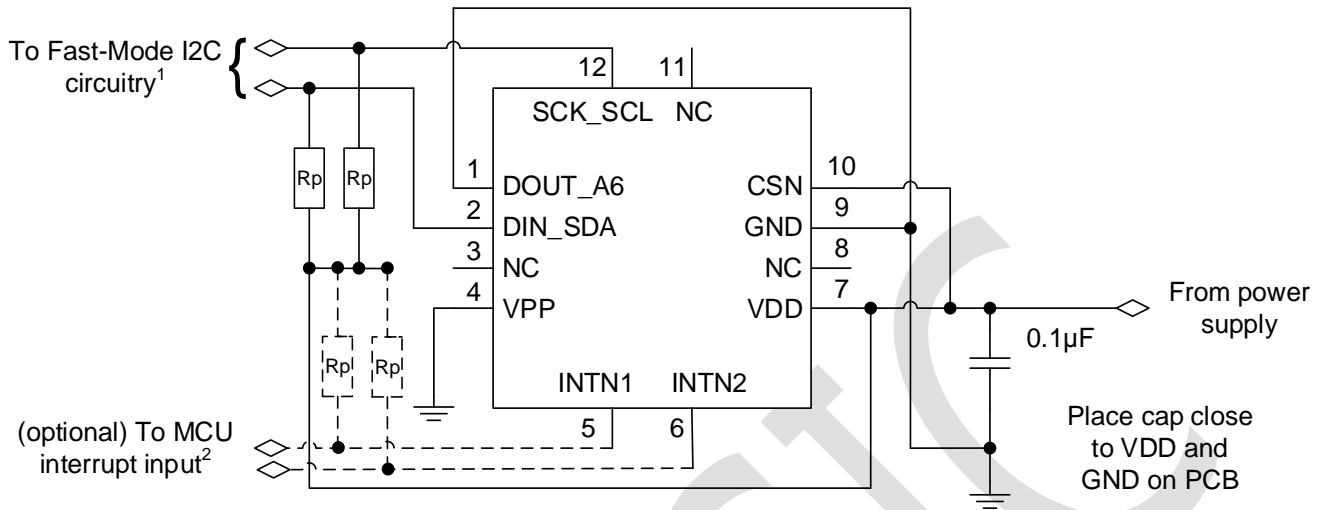 To Fast-Mode I2C
circuitry1
12
11
SCK_SCL
NC
1
DOUT_A6
2
DIN_SDA
3
NC
4
VPP
10
CSN
9
GND
8
NC
7
VDD
INTN1
INTN2
5
6
Rp
Rp
Rp
Rp
(optional) To MCU
interrupt input2
From power
supply
0.1µF
Place cap close
to VDD and
GND on PCB